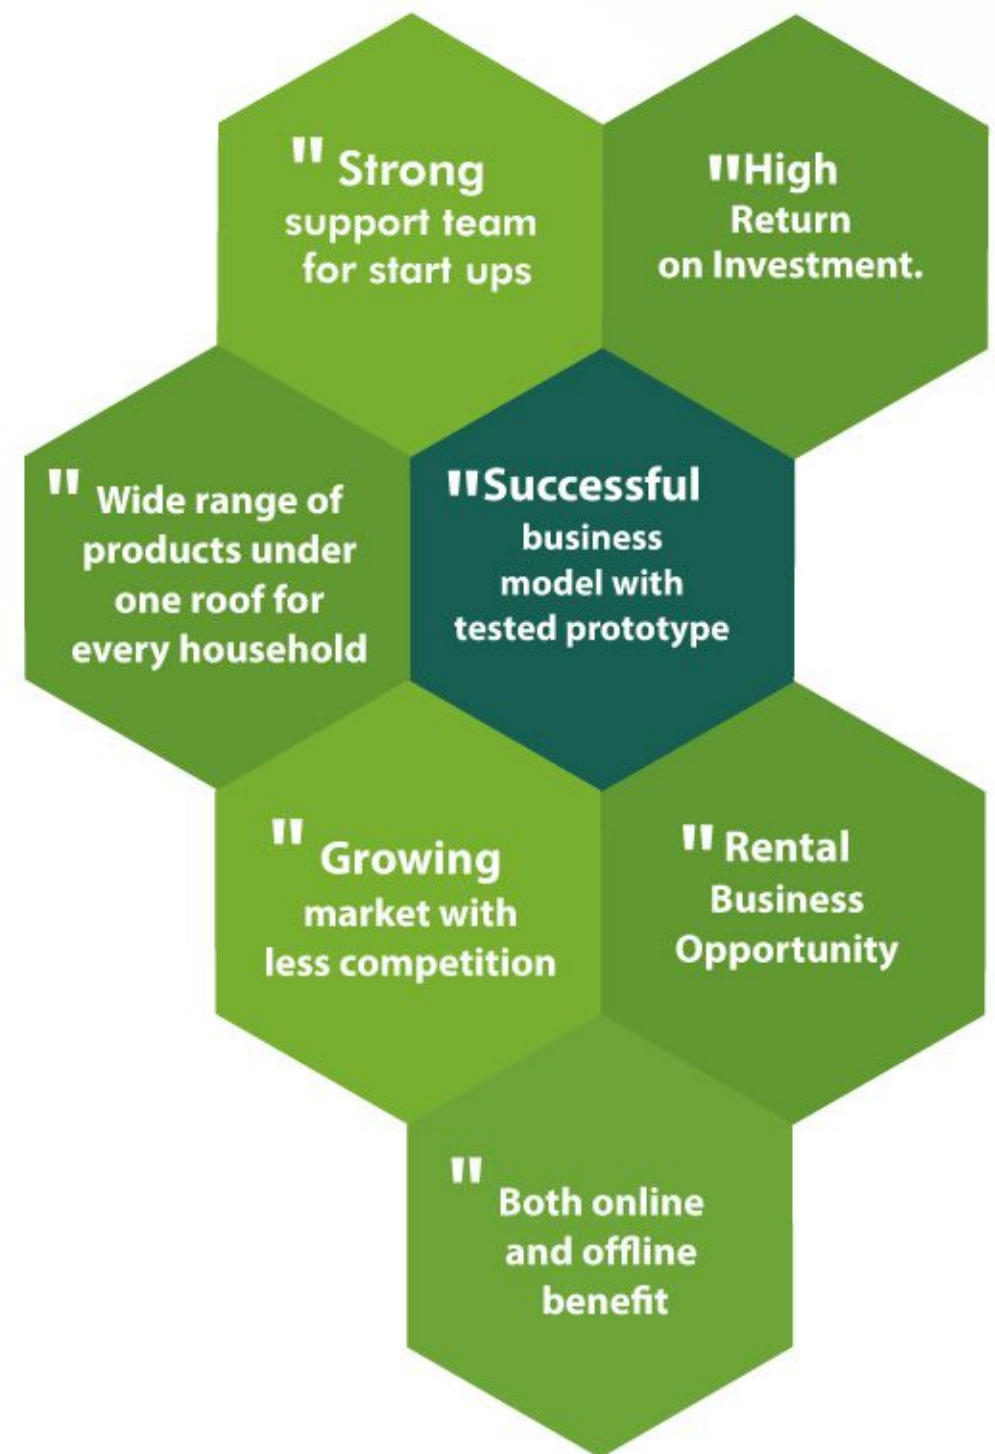 " Strong
support team
for start ups
"High
Return
on Investment.
" Wide range of
products under
one roof for
every household
"Successful
business
model with
tested prototype
" Growing
market with
less competition
" Rental
Business
Opportunity
" Both online
and offline
benefit